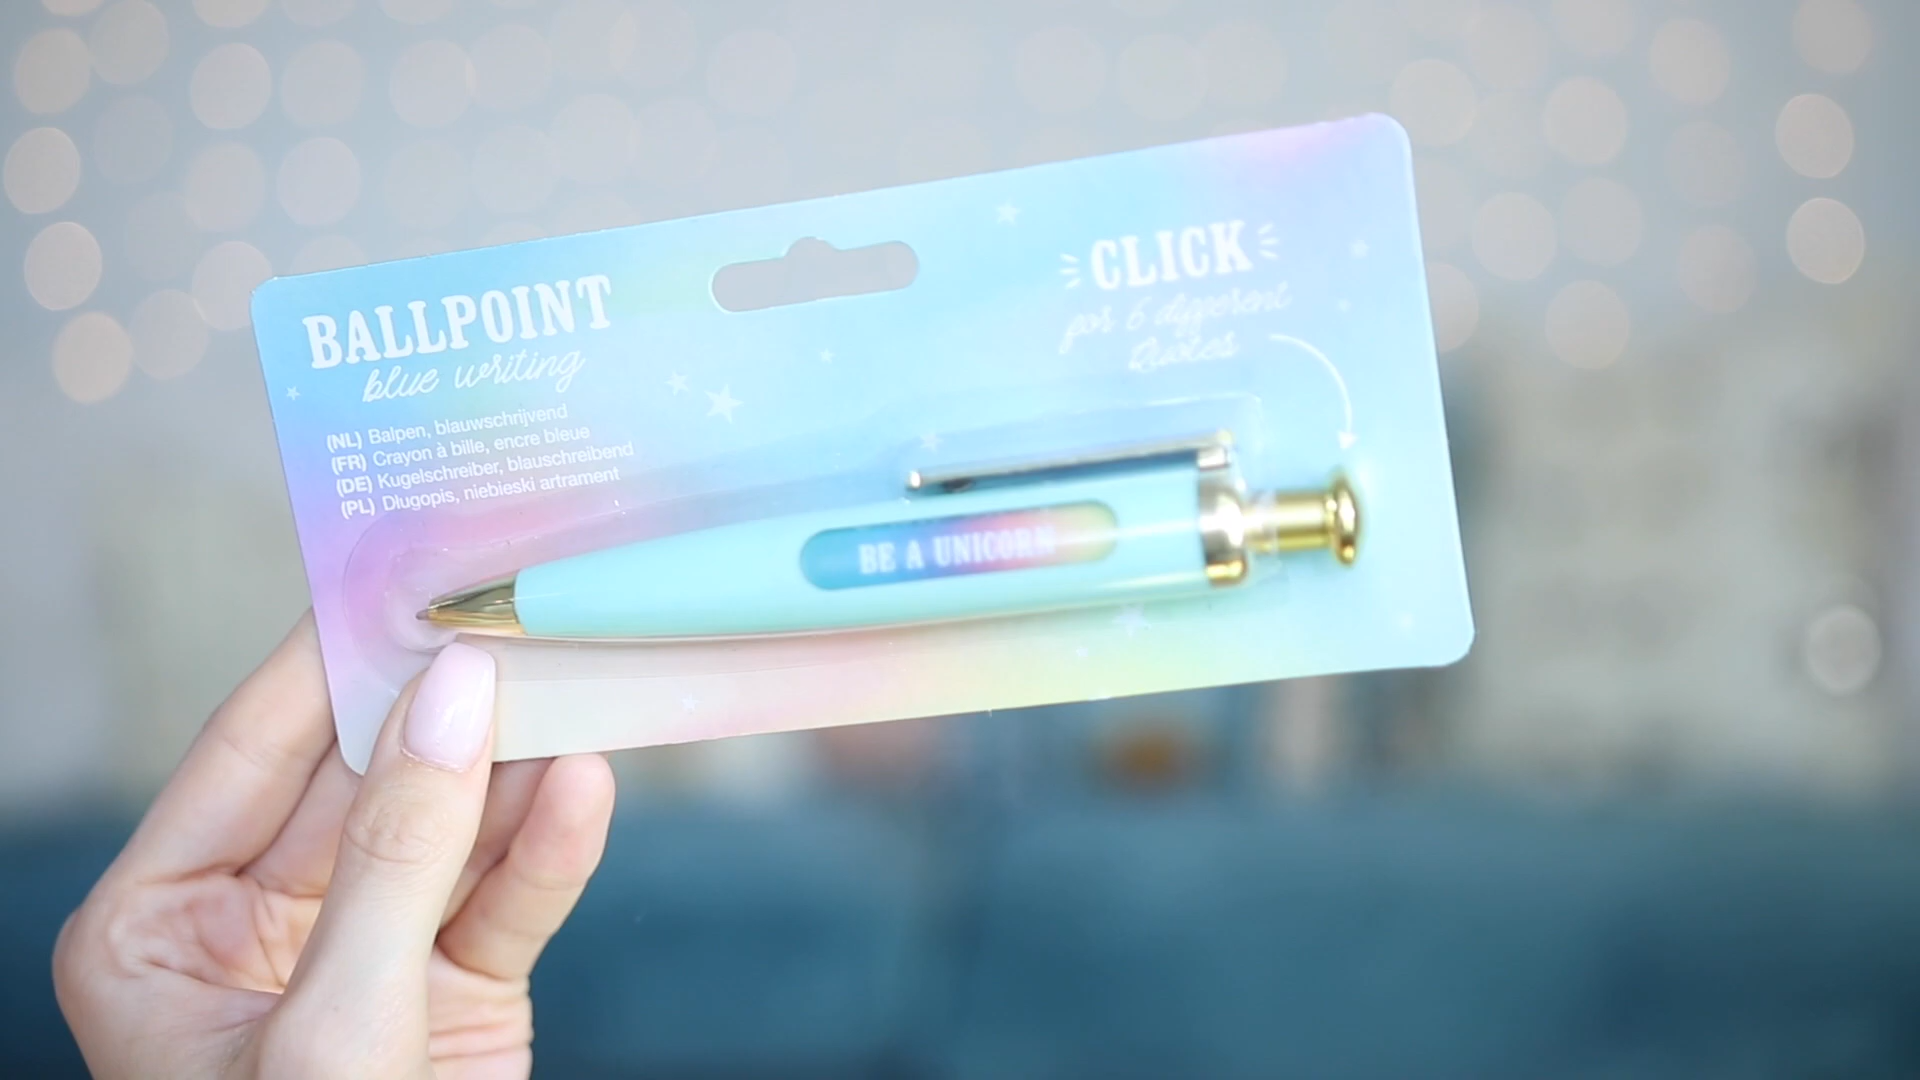 BALLPOINT
blue writing
(NL) Balpen, blauwschrijvend
(FR) Crayon à bille, encre bleue
(DE) Kugelschreiber, blauschreibend
(PL) Dlugopis, niebieski artrament
CLICK
for 6 different
Quotes
BE A UNICORN